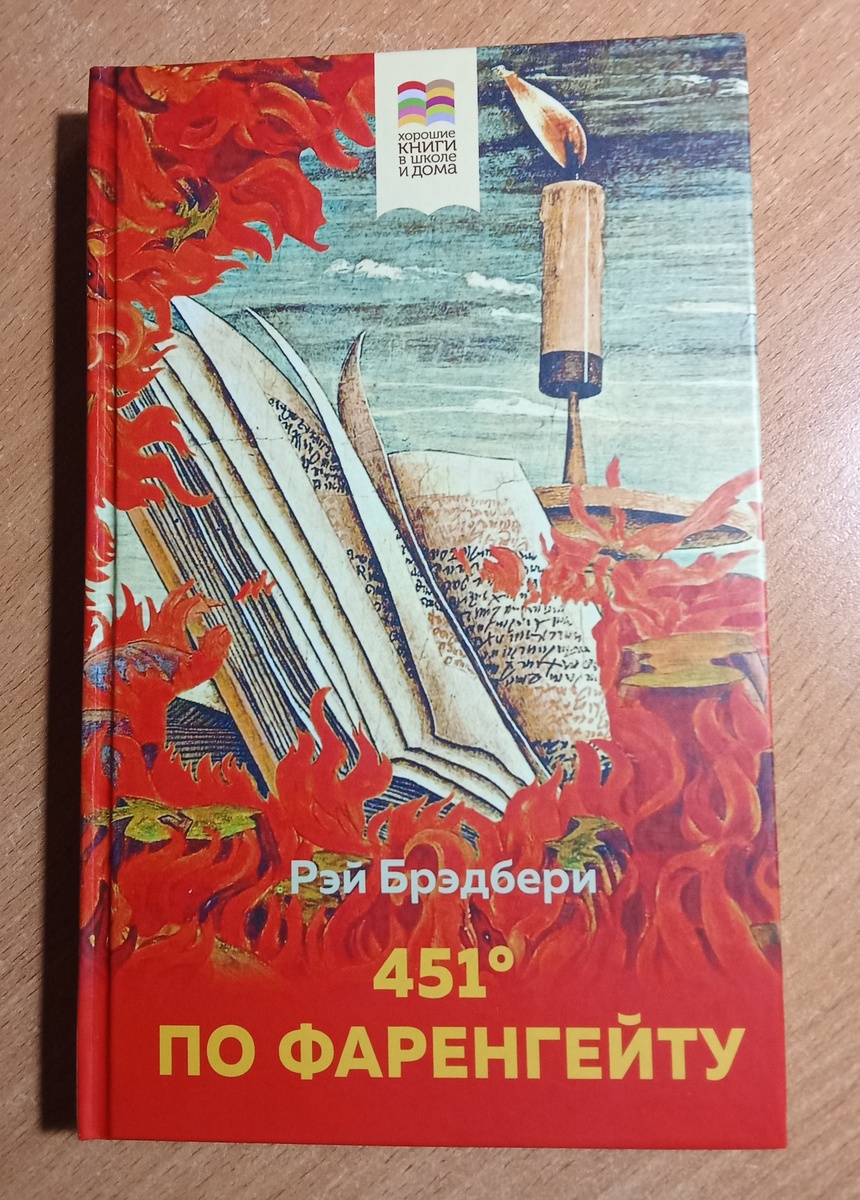 хорошие
КНИГИ
В ШКОЛЕ
И ДОМА
Рэй Брэдбери
451°
ПО ФАРЕНГЕЙТУ